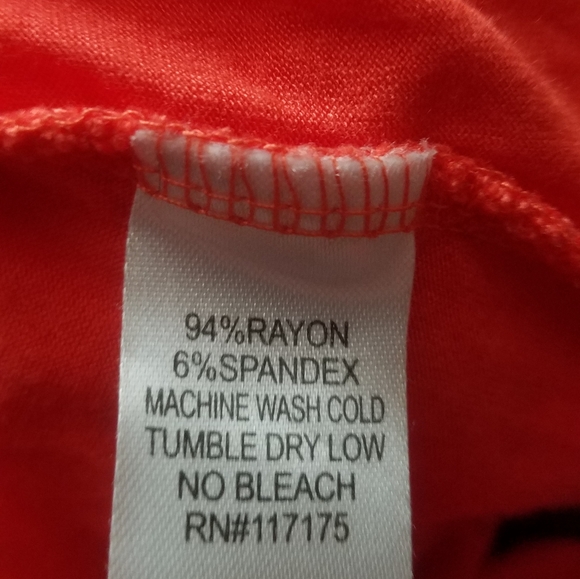 94%RAYON
6%SPANDEX
MACHINE WASH COLD
TUMBLE DRY LOW
NO BLEACH
RN#117175